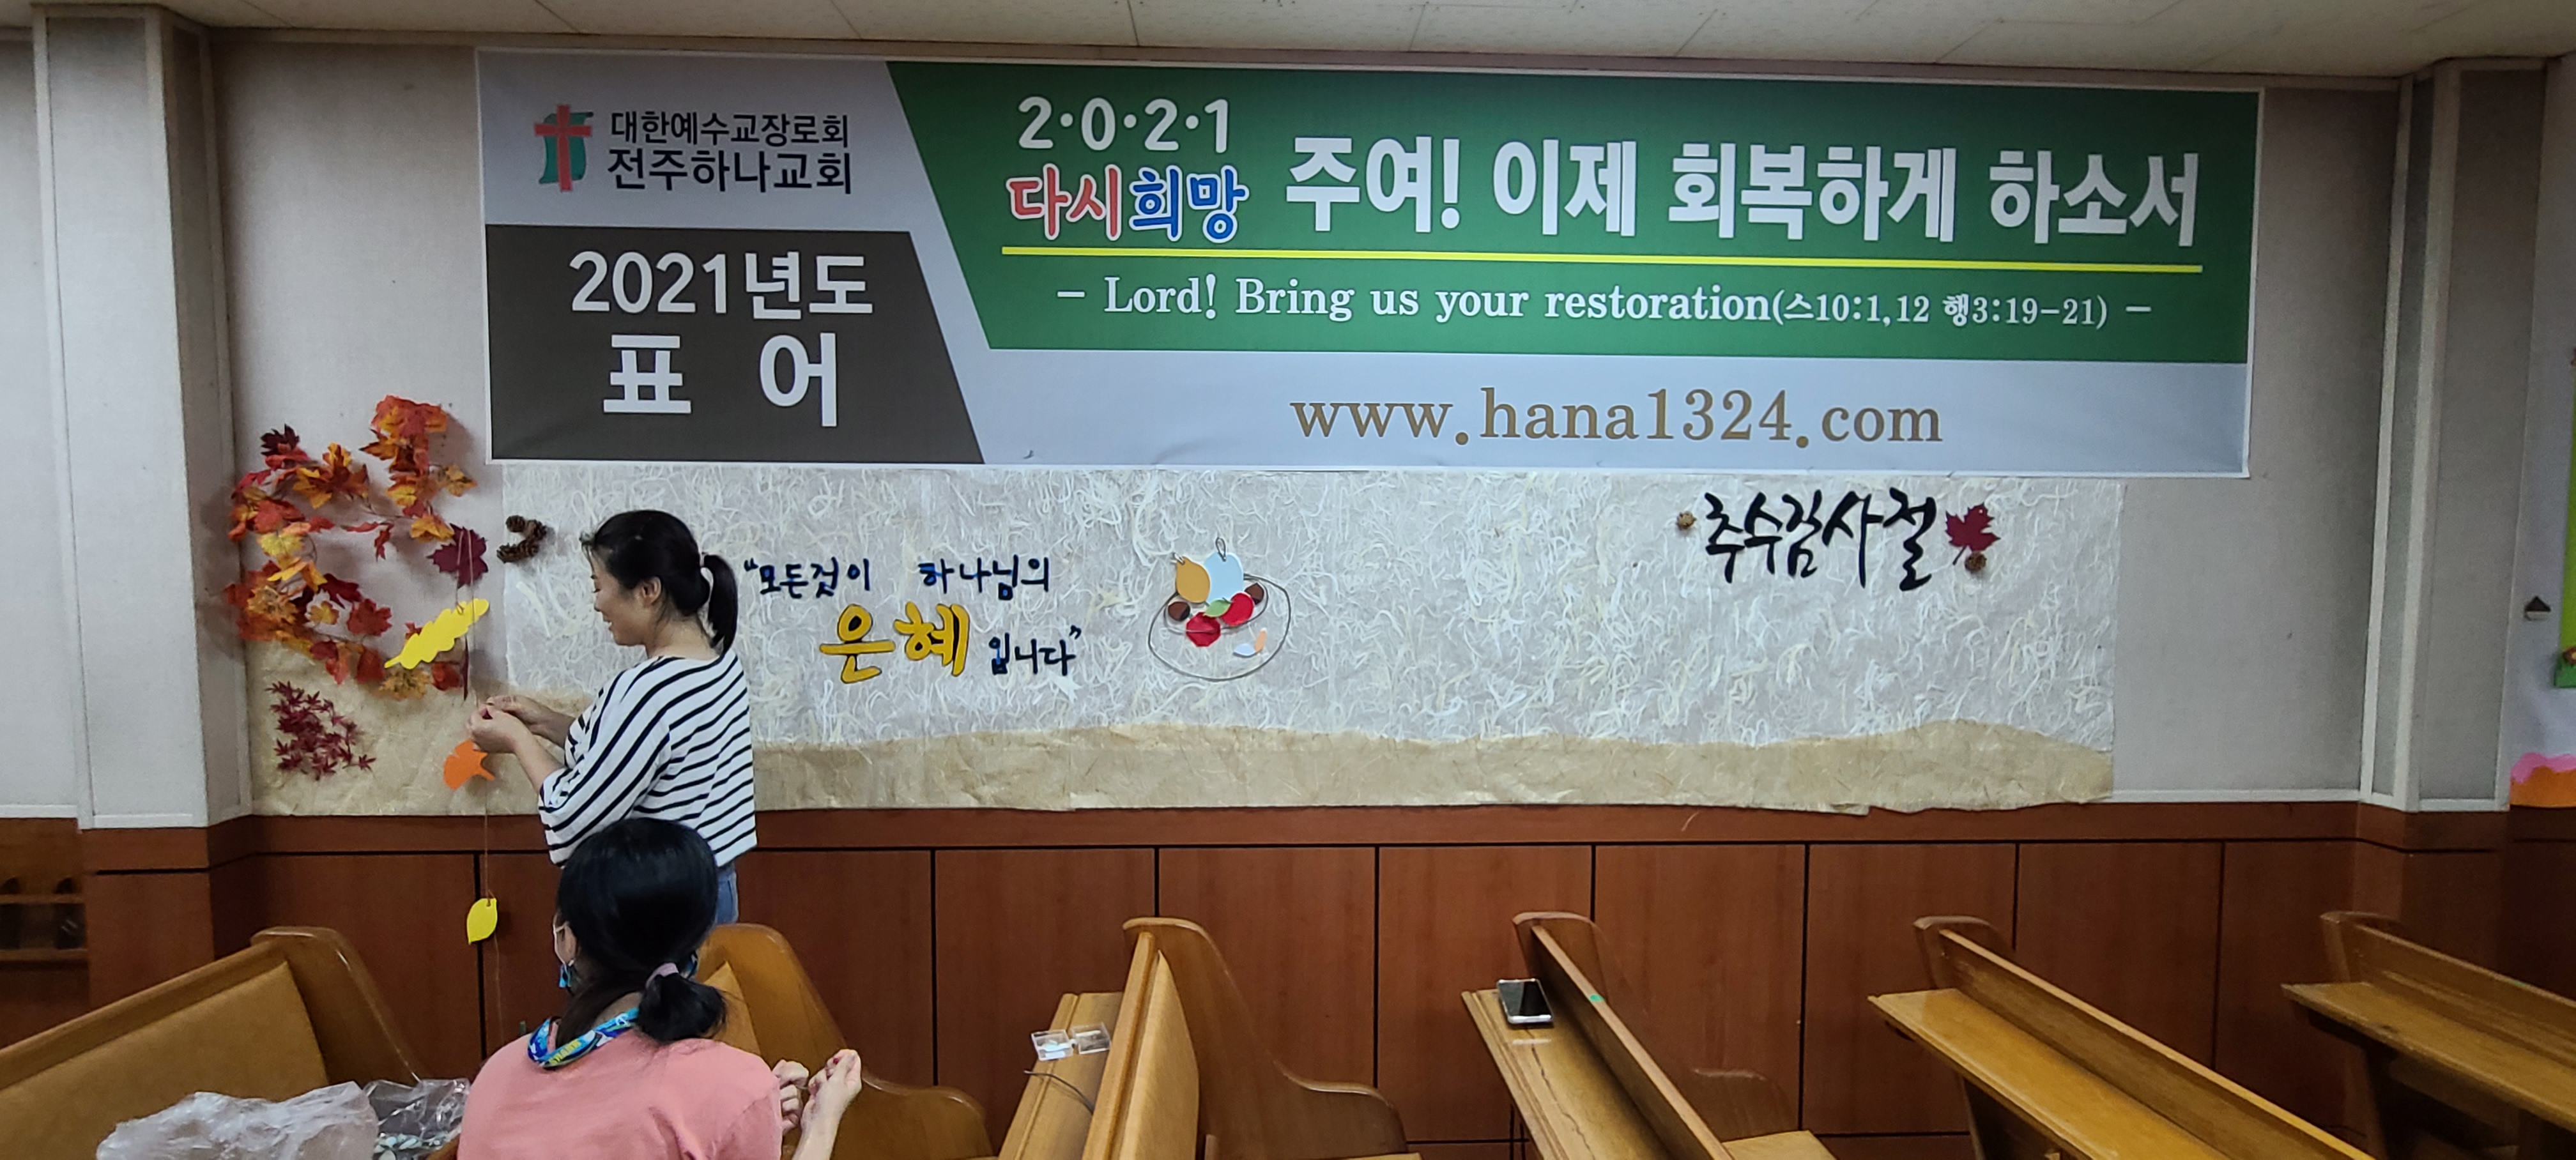 대한예수교장로회
전주하나교회
2021년도
표 어
2·0·2·1
다시희망
주여! 이제 회복하게 하소서
- Lord! Bring us your restoration(스10:1,12 행3:19-21) -
www.hana1324.com
"모든것이 하나님의
은혜 입니다"
추수감사절